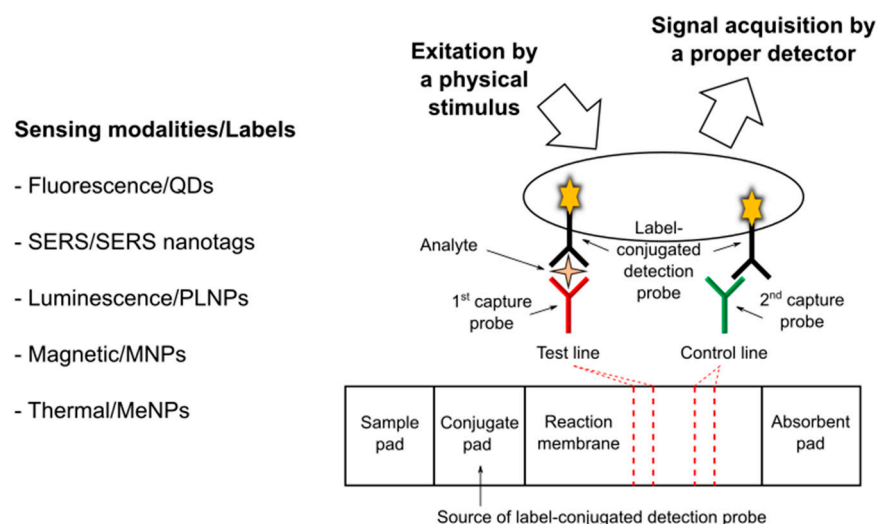 Exitation by
a physical
stimulus
Signal acquisition by
a proper detector
Sensing modalities/Labels
- Fluorescence/QDs
- SERS/SERS nanotags
- Luminescence/PLNPs
- Magnetic/MNPs
- Thermal/MeNPs
Analyte
Label-
conjugated
detection
probe
1st capture
probe
2nd capture
probe
Test line
Control line
Sample
pad
Conjugate
pad
Reaction
membrane
Absorbent
pad
Source of label-conjugated detection probe